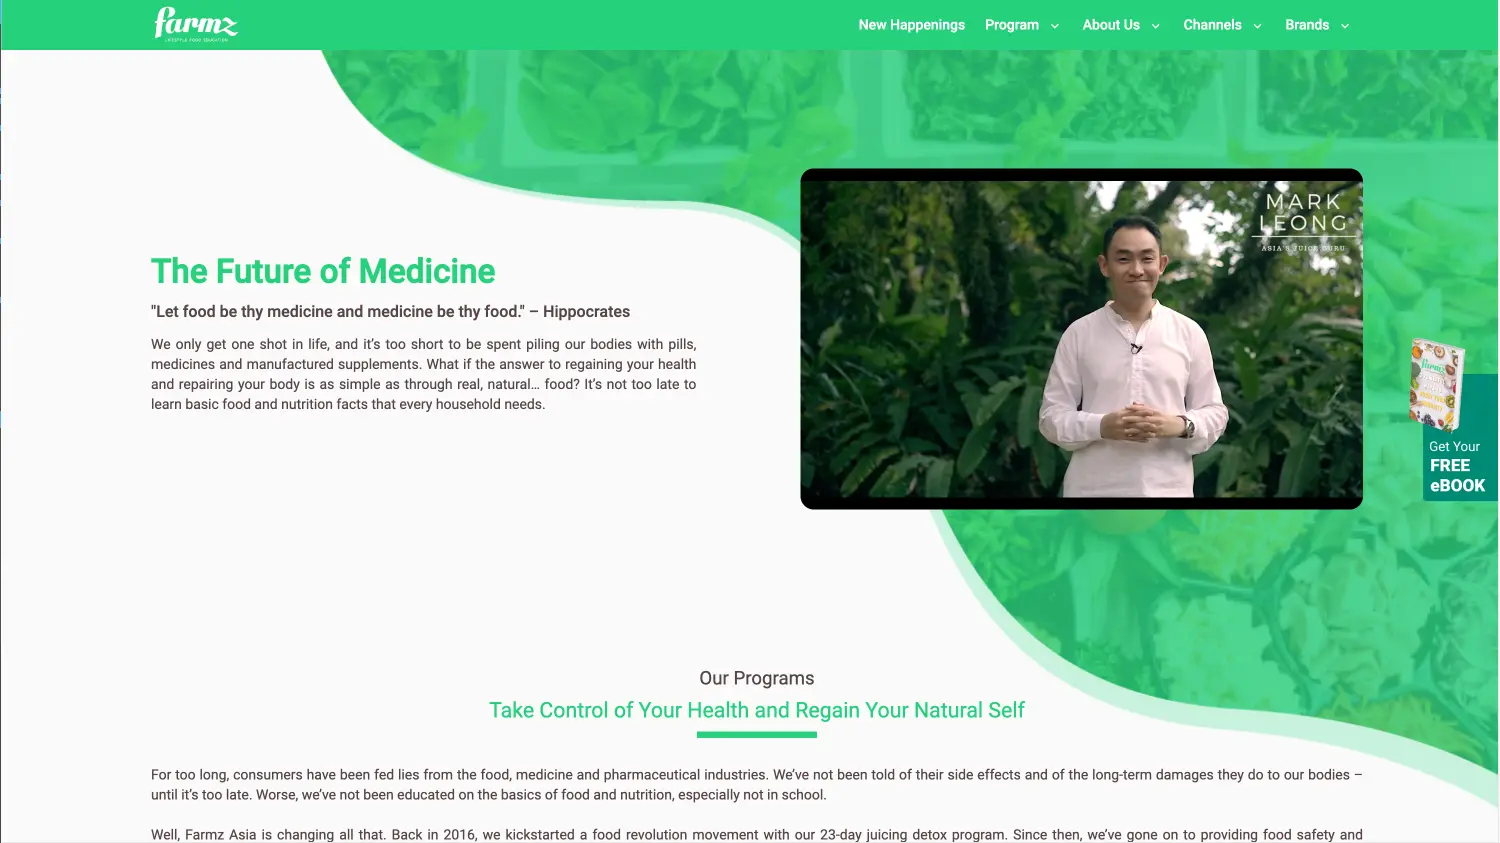 farmz
LIFESTYLE FOOD EDUCATION
New Happenings
Program
About Us
Channels
Brands
MARK
LEONG
ASIA'S JUICE GURU
The Future of Medicine
"Let food be thy medicine and medicine be thy food." – Hippocrates
We only get one shot in life, and it's too short to be spent piling our bodies with pills,
medicines and manufactured supplements. What if the answer to regaining your health
and repairing your body is as simple as through real, natural… food? It's not too late to
learn basic food and nutrition facts that every household needs.
farmz
Get Your
FREE
eBOOK
Our Programs
Take Control of Your Health and Regain Your Natural Self
For too long, consumers have been fed lies from the food, medicine and pharmaceutical industries. We've not been told of their side effects and of the long-term damages they do to our bodies –
until it's too late. Worse, we've not been educated on the basics of food and nutrition, especially not in school.
Well, Farmz Asia is changing all that. Back in 2016, we kickstarted a food revolution movement with our 23-day juicing detox program. Since then, we've gone on to providing food safety and